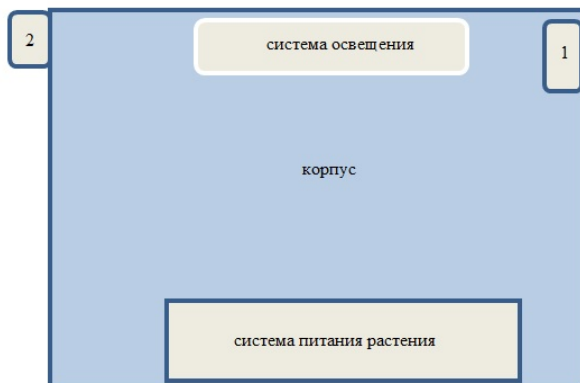 2
система освещения
1
корпус
система питания растения